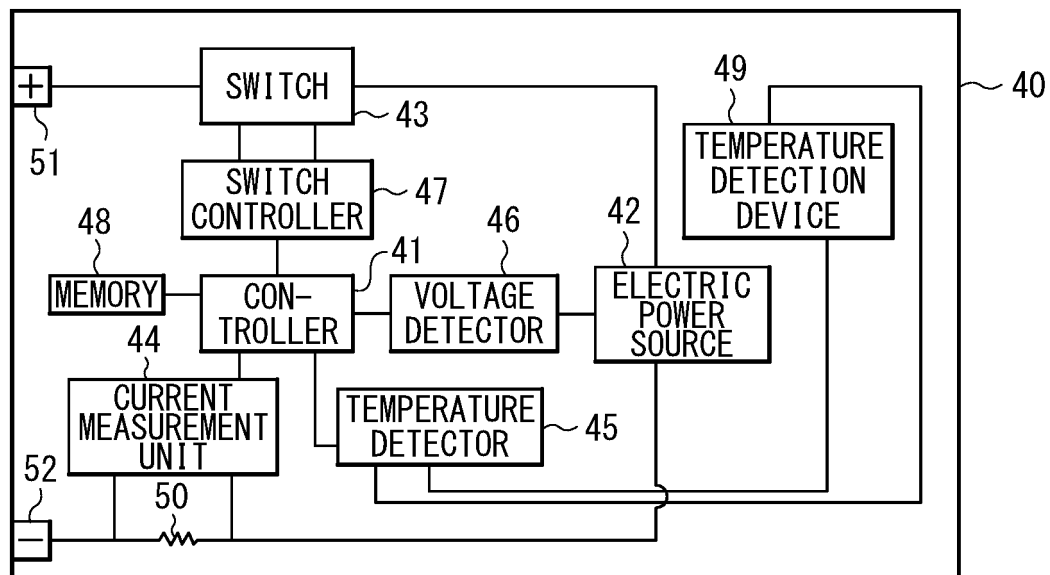 +
51
SWITCH
43
49
TEMPERATURE
DETECTION
DEVICE
40
SWITCH
CONTROLLER
47
48
MEMORY
41
CON-
TROLLER
46
VOLTAGE
DETECTOR
42
ELECTRIC
POWER
SOURCE
44
CURRENT
MEASUREMENT
UNIT
TEMPERATURE
DETECTOR
45
52
−
50